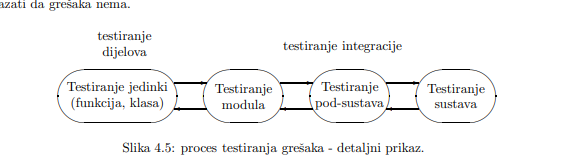 azati da grešaka nema.
testiranje
dijelova
testiranje integracije
Testiranje jedinki
(funkcija, klasa)
Testiranje
modula
Testiranje
pod-sustava
Testiranje
sustava
Slika 4.5: proces testiranja grešaka - detaljni prikaz.